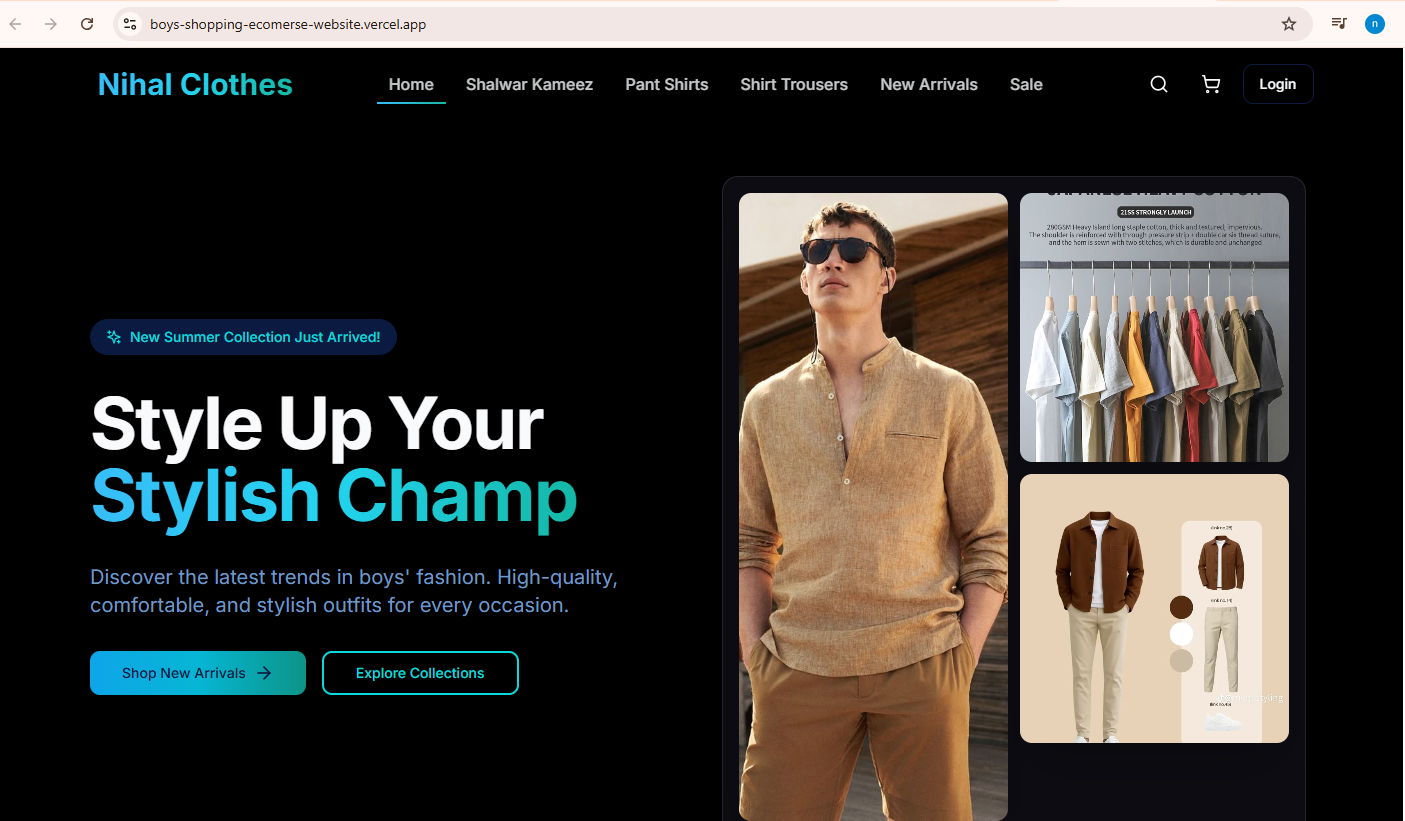 boys-shopping-ecomerse-website.vercel.app
n
Nihal Clothes
Home
Shalwar Kameez
Pant Shirts
Shirt Trousers
New Arrivals
Sale
Login
New Summer Collection Just Arrived!
Style Up Your
Stylish Champ
Discover the latest trends in boys' fashion. High-quality,
comfortable, and stylish outfits for every occasion.
Shop New Arrivals
Explore Collections
21SS STRONGLY LAUNCH
280GSM Heavy Island long staple cotton, thick and textured, impervious.
The shoulder is reinforced with through pressure strip + double car six thread suture,
and the hem is sewn with two stitches, which is durable and unchanged